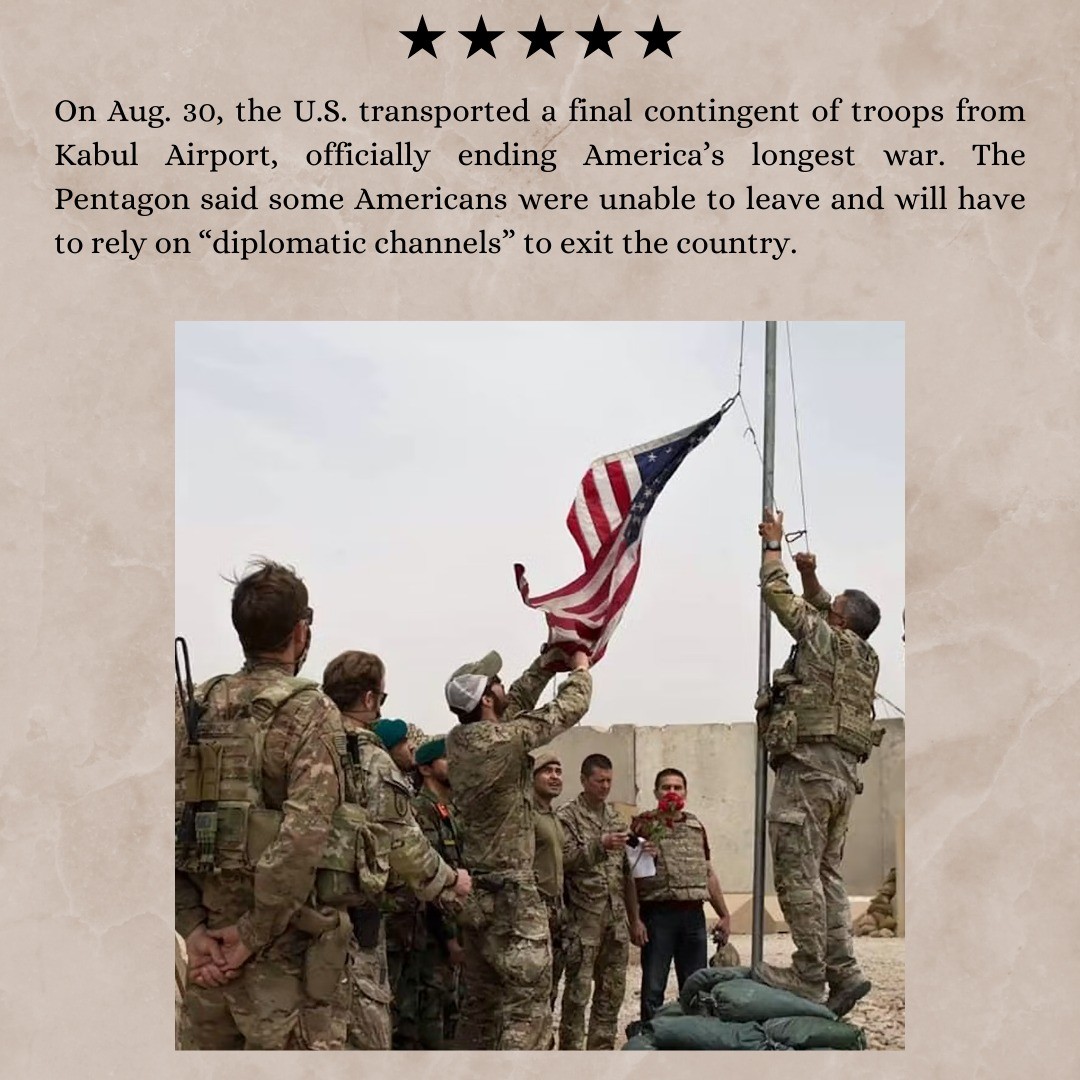 On Aug. 30, the U.S. transported a final contingent of troops from
Kabul Airport, officially ending America’s longest war. The
Pentagon said some Americans were unable to leave and will have
to rely on “diplomatic channels” to exit the country.